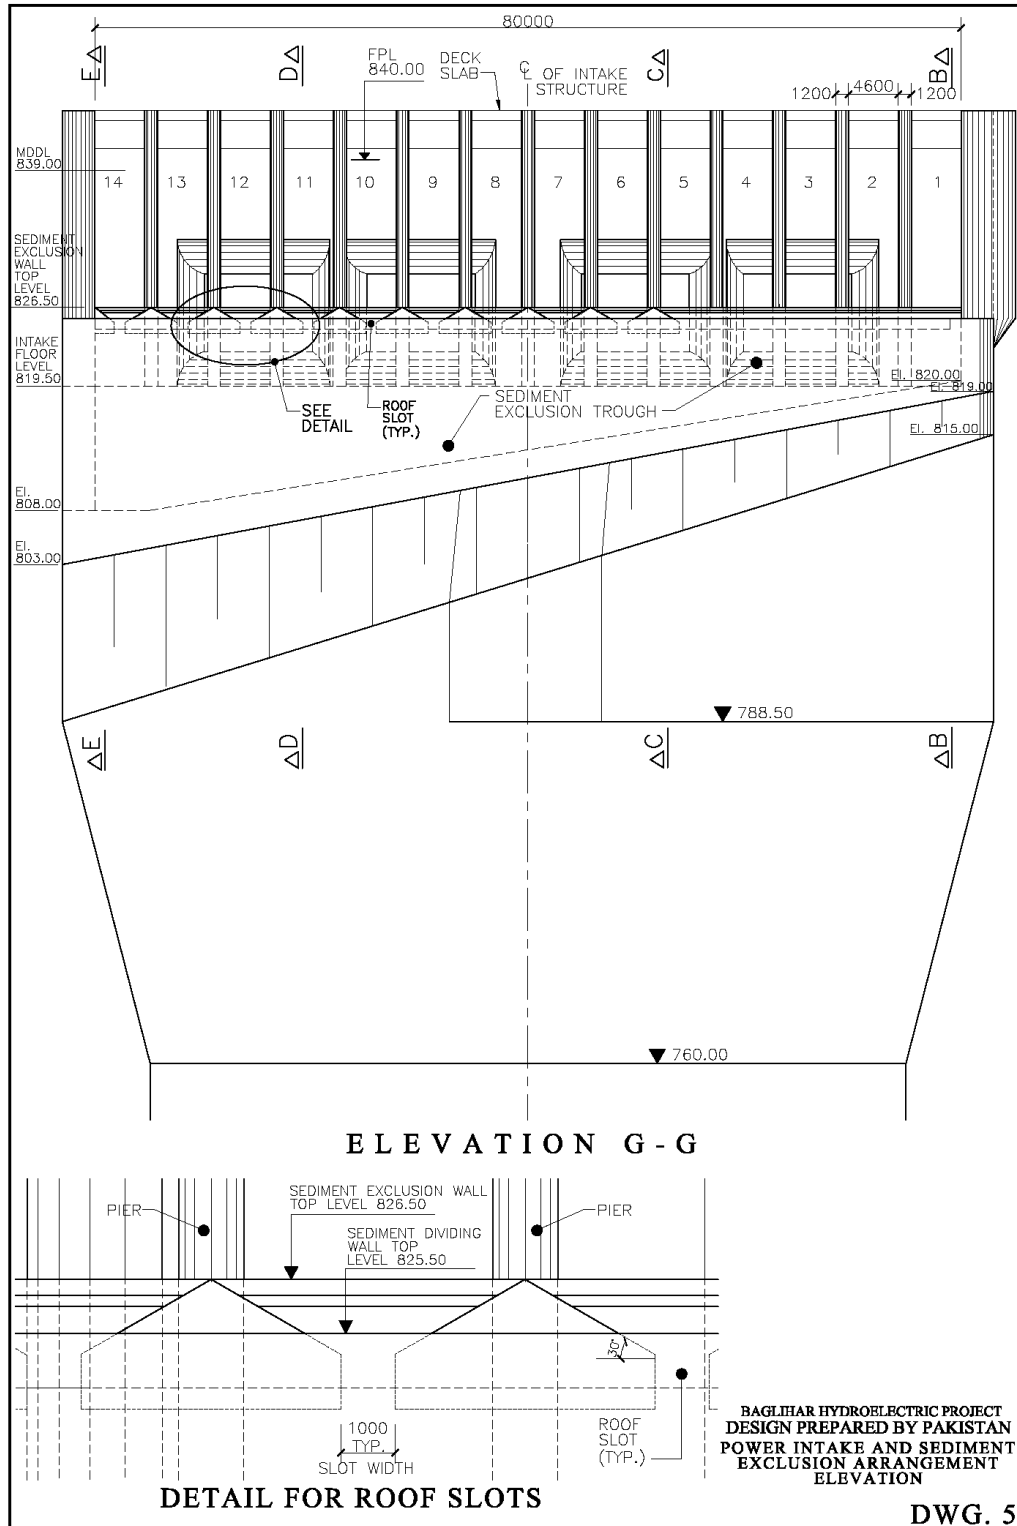 80000
E
D
FPL
840.00
DECK
SLAB
℄ OF INTAKE
STRUCTURE
C
B
1200
4600
1200
MDDL
839.00
14
13
12
11
10
9
8
7
6
5
4
3
2
1
SEDIMENT
EXCLUSION
WALL
TOP
LEVEL
826.50
INTAKE
FLOOR
LEVEL
819.50
SEE
DETAIL
ROOF
SLOT
(TYP.)
SEDIMENT
EXCLUSION TROUGH
El. 820.00
El. 819.00
El. 815.00
El.
808.00
El.
803.00
788.50
E
D
C
B
760.00
ELEVATION G-G
PIER
SEDIMENT EXCLUSION WALL
TOP LEVEL 826.50
SEDIMENT DIVIDING
WALL TOP
LEVEL 825.50
PIER
30°
1000
TYP.
SLOT WIDTH
ROOF
SLOT
(TYP.)
DETAIL FOR ROOF SLOTS
BAGLIHAR HYDROELECTRIC PROJECT
DESIGN PREPARED BY PAKISTAN
POWER INTAKE AND SEDIMENT
EXCLUSION ARRANGEMENT
ELEVATION
DWG. 5